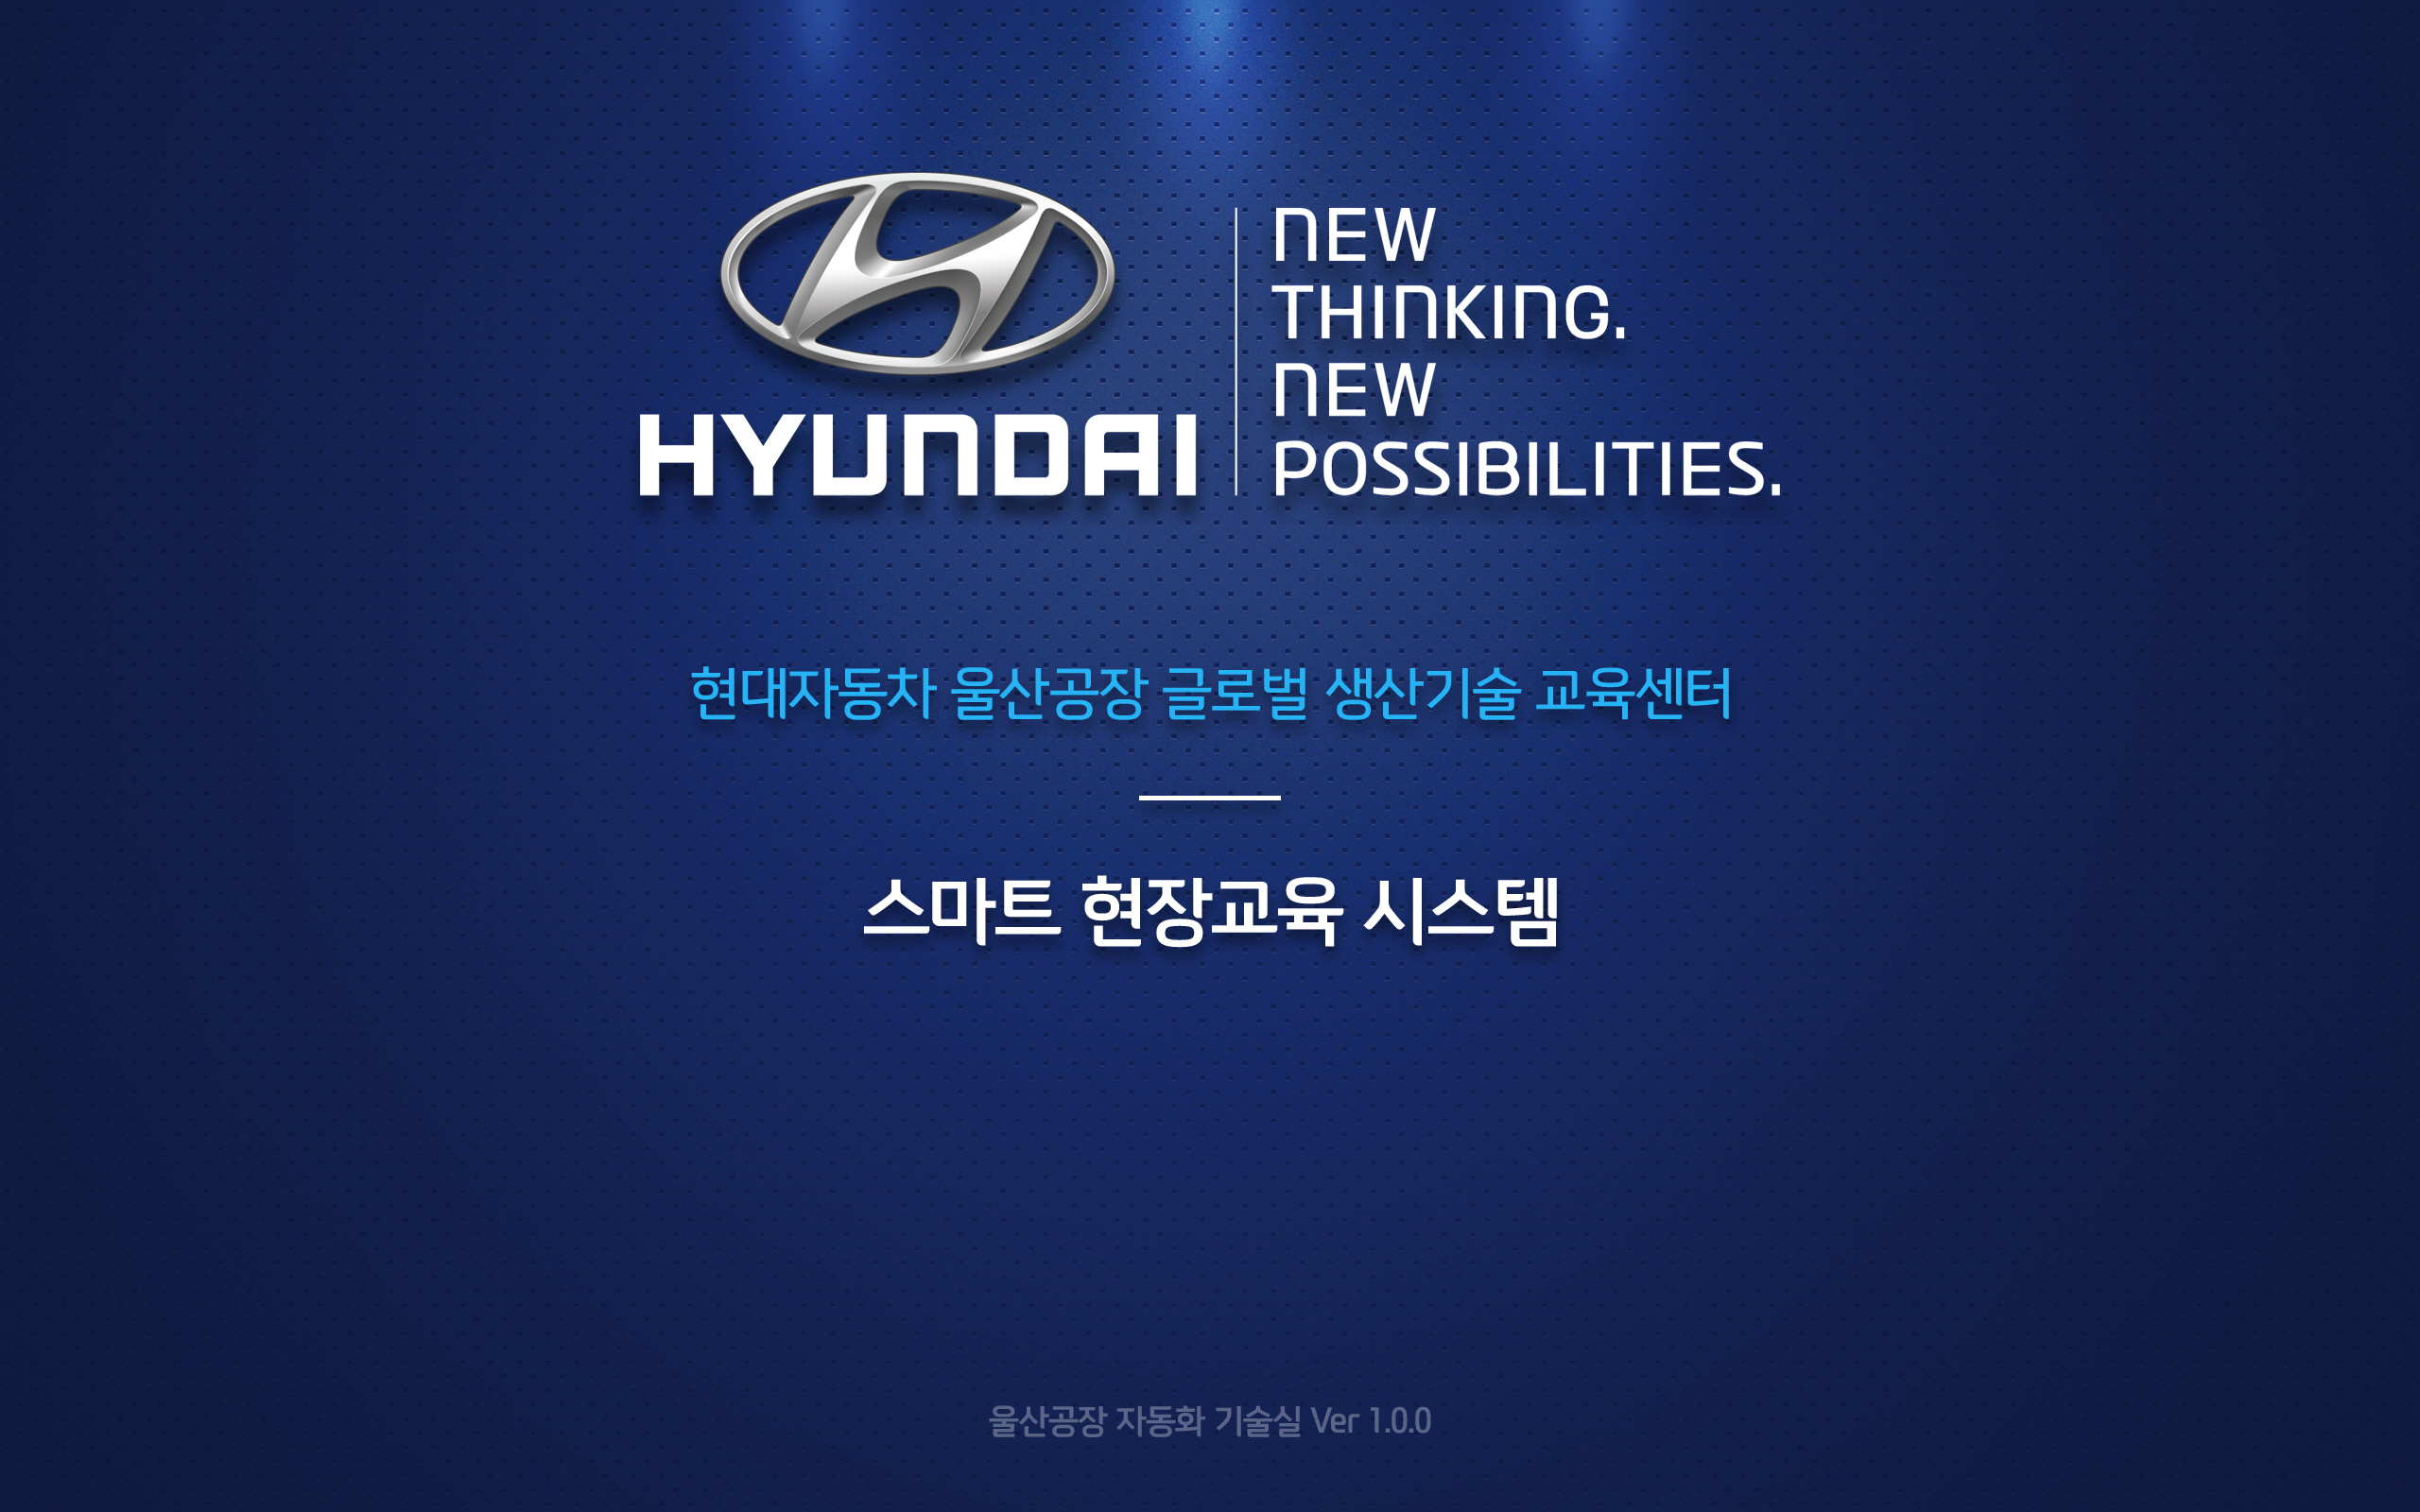 HYUNDAI
NEW
THINKING.
NEW
POSSIBILITIES.
현대자동차 울산공장 글로벌 생산기술 교육센터
스마트 현장교육 시스템
울산공장 자동화 기술실 Ver 1.0.0